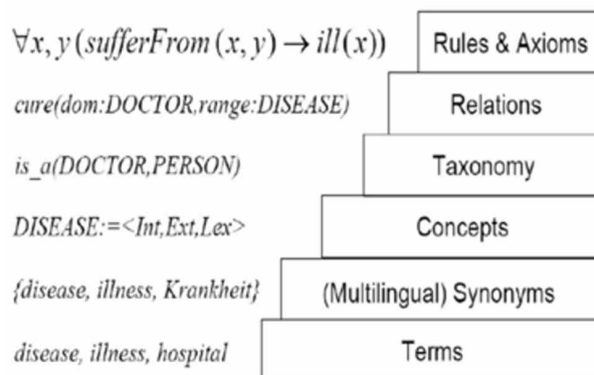 ∀x, y (sufferFrom (x, y) → ill(x)) Rules & Axioms
cure(dom:DOCTOR,range:DISEASE) Relations
is_a(DOCTOR,PERSON) Taxonomy
DISEASE:=<Int,Ext,Lex> Concepts
{disease, illness, Krankheit} (Multilingual) Synonyms
disease, illness, hospital Terms